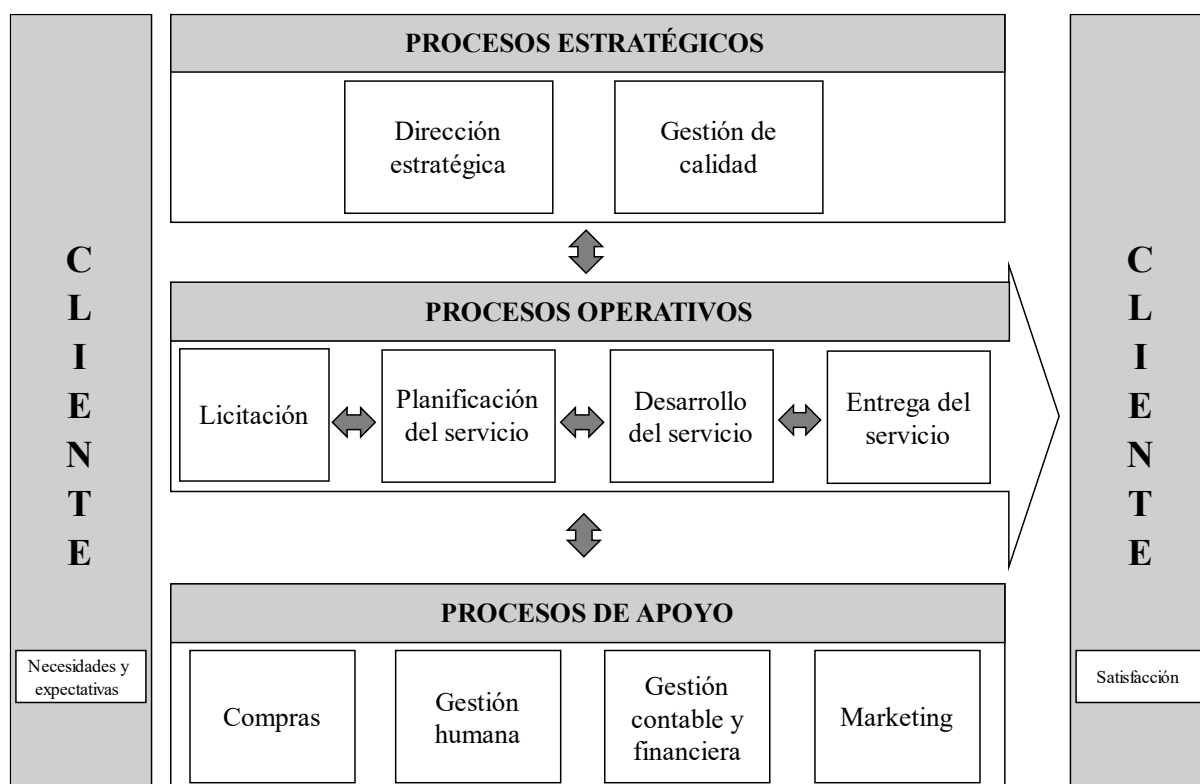 PROCESOS ESTRATÉGICOS
Dirección
estratégica
Gestión de
calidad
C
L
I
E
N
T
E
Necesidades y
expectativas
PROCESOS OPERATIVOS
Licitación
Planificación
del servicio
Desarrollo
del servicio
Entrega del
servicio
PROCESOS DE APOYO
Compras
Gestión
humana
Gestión
contable y
financiera
Marketing
C
L
I
E
N
T
E
Satisfacción